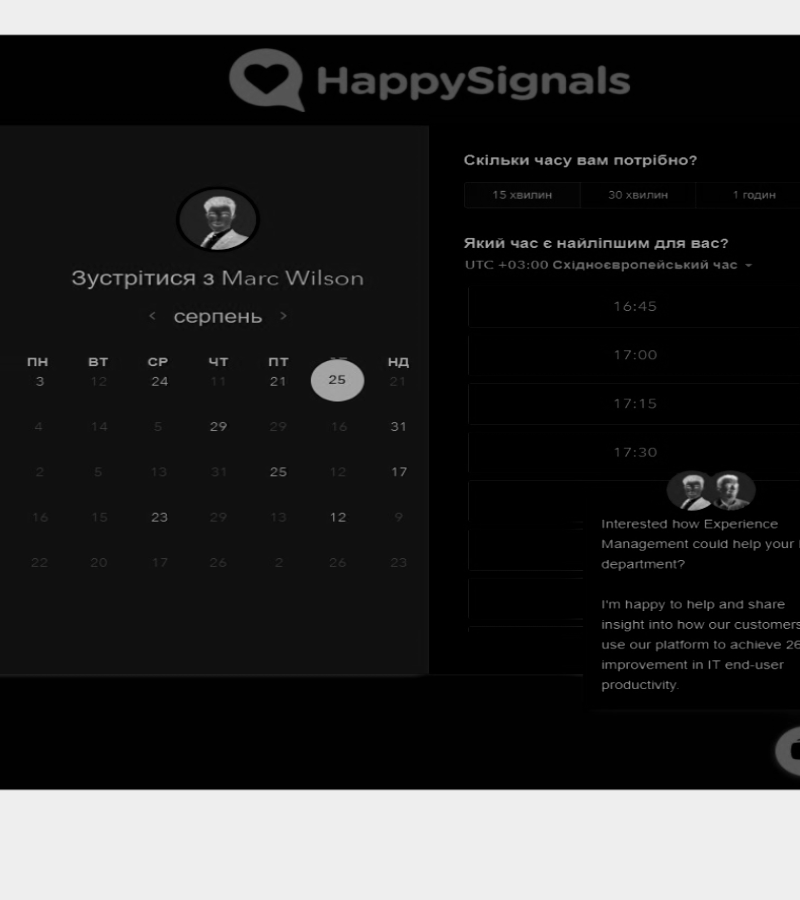 HappySignals
Зустрітися з Marc Wilson
серпень
ПН ВТ СР ЧТ ПТ НД
3 12 24 11 21 25 21
4 14 5 29 29 16 31
2 5 13 31 25 12 17
16 15 23 29 13 12 9
22 20 17 26 2 26 23
Скільки часу вам потрібно?
15 хвилин 30 хвилин 1 годин
Який час є найліпшим для вас?
UTC +03:00 Східноєвропейський час
16:45
17:00
17:15
17:30
Interested how Experience
Management could help your
department?
I'm happy to help and share
insight into how our customers
use our platform to achieve 26
improvement in IT end-user
productivity.